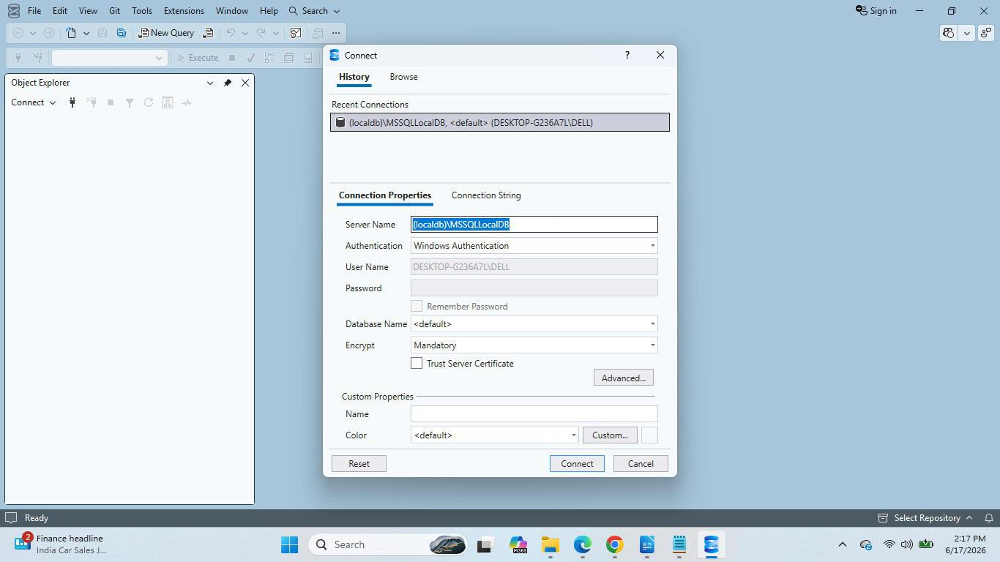 File Edit View Git Tools Extensions Window Help Search Sign in
New Query
Execute
Object Explorer
Connect
Connect ?
History Browse
Recent Connections
(localdb)\MSSQLLocalDB, <default> (DESKTOP-G236A7L\DELL)
Connection Properties Connection String
Server Name (localdb)\MSSQLLocalDB
Authentication Windows Authentication
User Name DESKTOP-G236A7L\DELL
Password
Remember Password
Database Name <default>
Encrypt Mandatory
Trust Server Certificate
Advanced...
Custom Properties
Name
Color <default> Custom...
Reset Connect Cancel
Ready Select Repository
2 Finance headline
India Car Sales J...
Search
M365
2:17 PM
6/17/2026